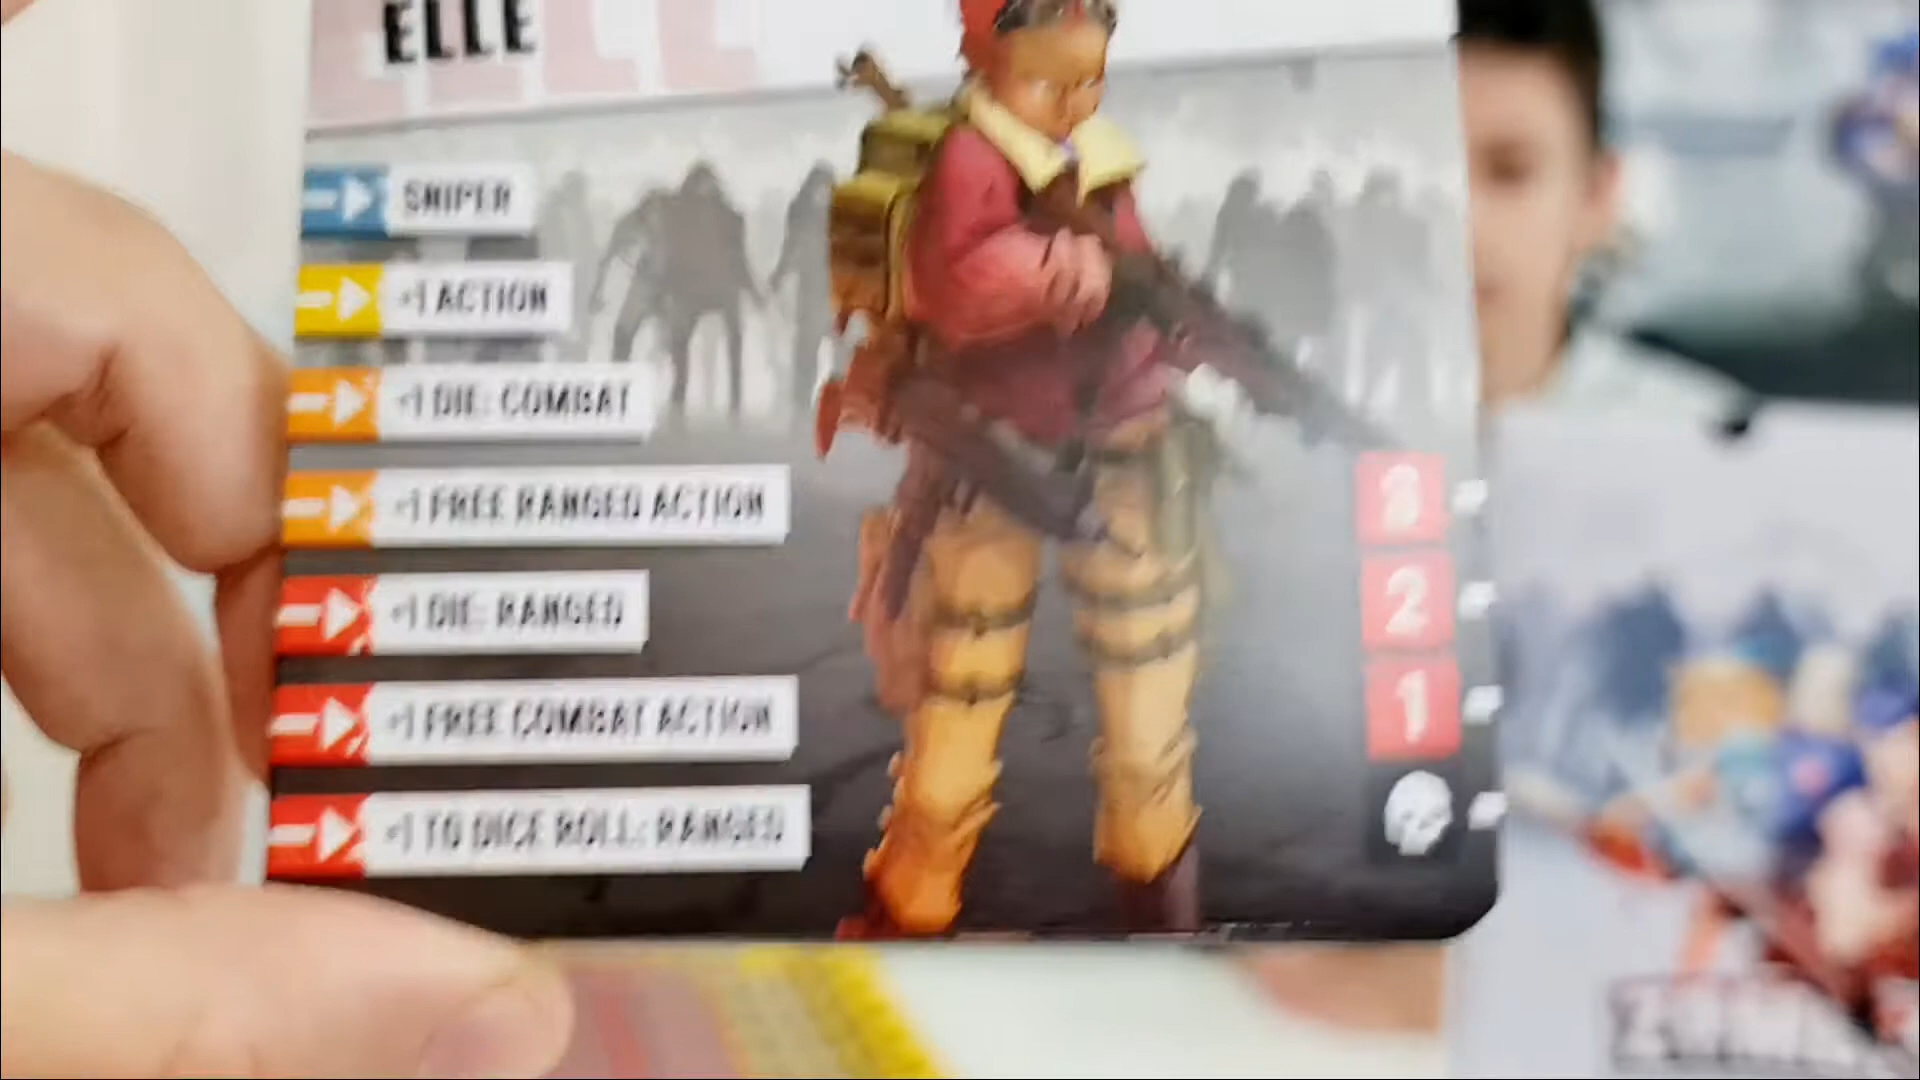 ELLE
SNIPER
+1 ACTION
+1 DIE: COMBAT
+1 FREE RANGED ACTION
+1 DIE: RANGED
+1 FREE COMBAT ACTION
+1 TO DICE ROLL: RANGED
3
2
1